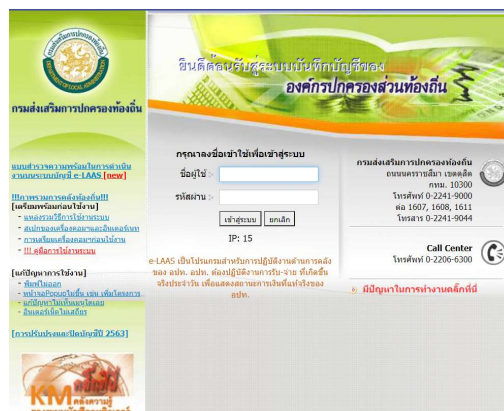 กรมส่งเสริมการปกครองท้องถิ่น
แบบสำรวจความพร้อมในการดำเนิน
งานบนระบบบัญชี e-LAAS [new]
!!!ภาพรวมการคลังท้องถิ่น!!!
[เตรียมพร้อมก่อนใช้งาน]
- แหล่งรวมวิธีการใช้งานระบบ
- สเปกของเครื่องคอมฯและอินเตอร์เนท
- การเตรียมเครื่องคอมฯก่อนใช้งาน
- !!! คู่มือการใช้งานระบบ
[แก้ปัญหาการใช้งาน]
- พิมพ์ไม่ออก
- หน้าจอPopupไม่ขึ้น เช่น เพิ่มโครงการ
- แก้ปัญหาไม่เห็นเมนูโดเอย
- อินเตอร์เน็ตไม่เสถียร
[การปรับปรุงและปิดบัญชีปี 2563]
KM คลังความรู้
ยินดีต้อนรับสู่ระบบบันทึกบัญชีของ
องค์กรปกครองส่วนท้องถิ่น
กรุณาลงชื่อเข้าใช้เพื่อเข้าสู่ระบบ
ชื่อผู้ใช้ :-
รหัสผ่าน :-
เข้าสู่ระบบ ยกเลิก
IP: 15
e-LAAS เป็นโปรแกรมสำหรับการปฏิบัติงานด้านการคลัง
ของ อปท. อปท. ต้องปฏิบัติงานการรับ-จ่าย ที่เกิดขึ้น
จริงประจำวัน เพื่อแสดงสถานะการเงินที่แท้จริงของ
อปท.
กรมส่งเสริมการปกครองท้องถิ่น
ถนนนครราชสีมา เขตดุสิต
กทม. 10300
โทรศัพท์ 0-2241-9000
ต่อ 1607, 1608, 1611
โทรสาร 0-2241-9044
Call Center
โทรศัพท์ 0-2206-6300
มีปัญหาในการทำงานคลิ๊กที่นี่